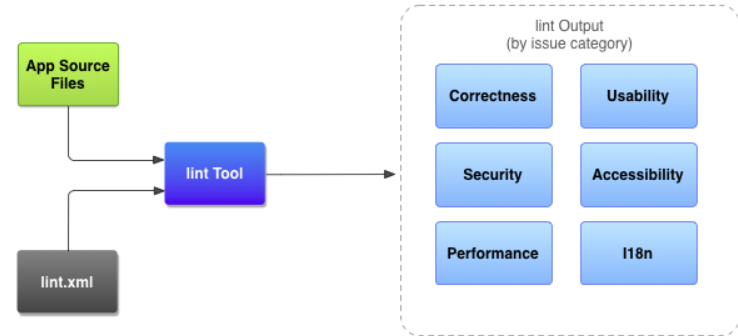 lint Output
(by issue category)
App Source
Files
Correctness
Usability
lint Tool
Security
Accessibility
lint.xml
Performance
I18n